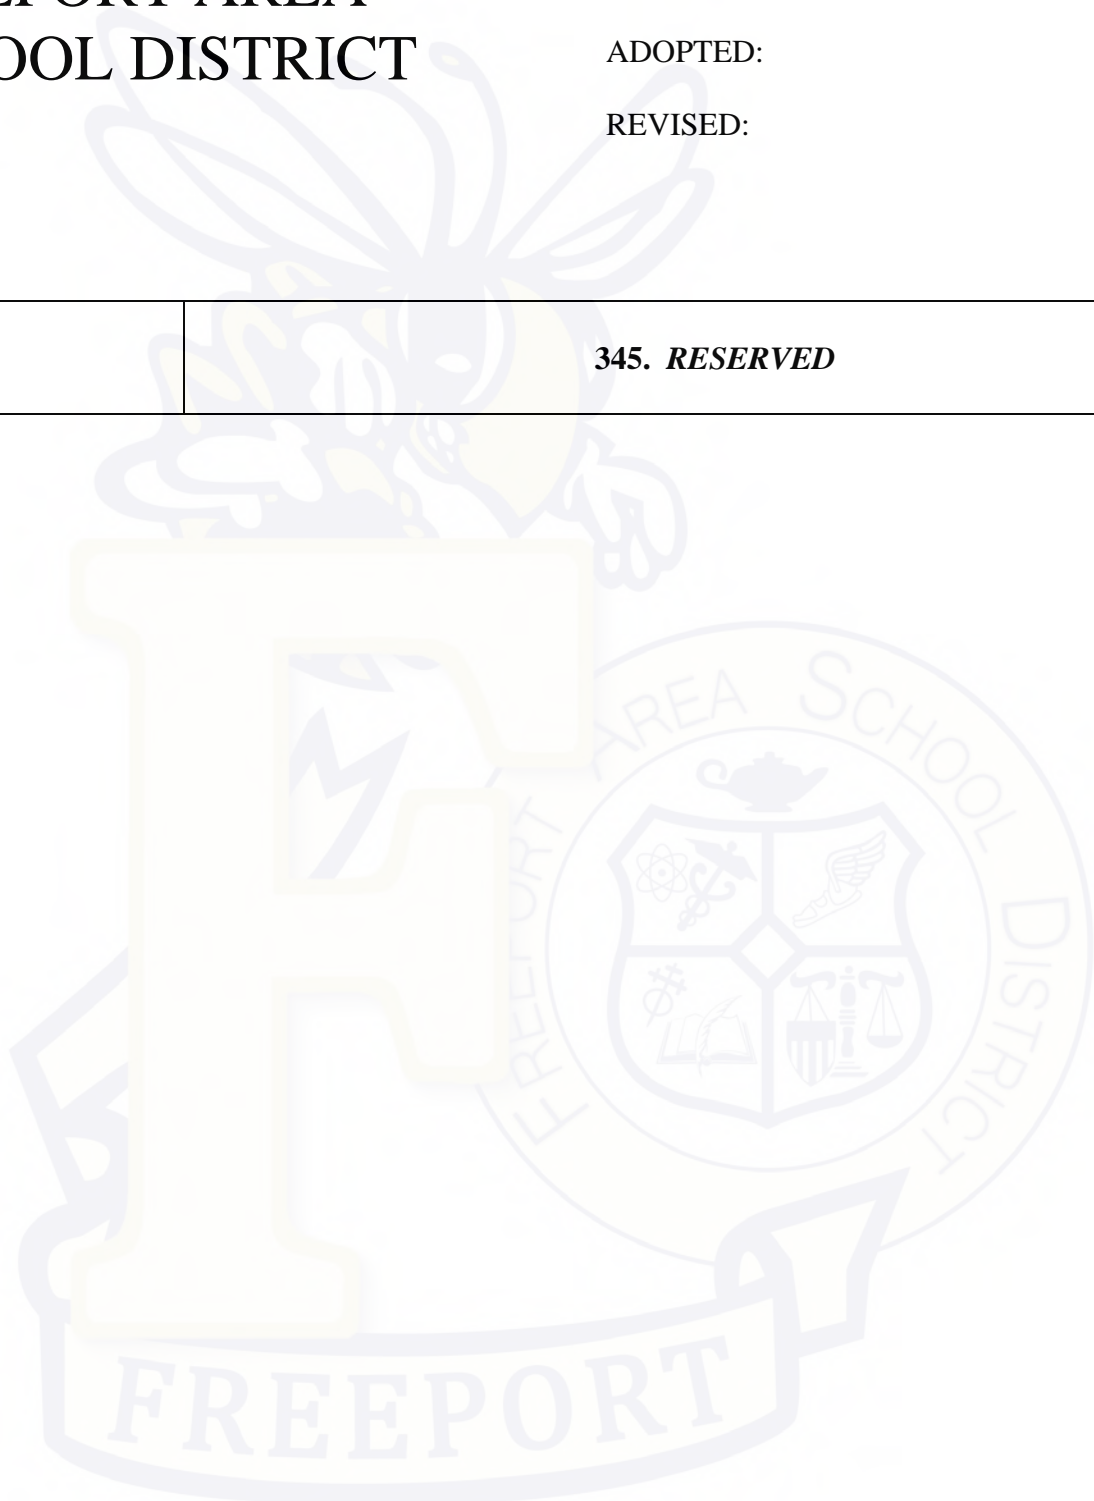 EPORT AREA
OOL DISTRICT
ADOPTED:
REVISED:
345. RESERVED
FREEPORT AREA SCHOOL DISTRICT
FREEPORT